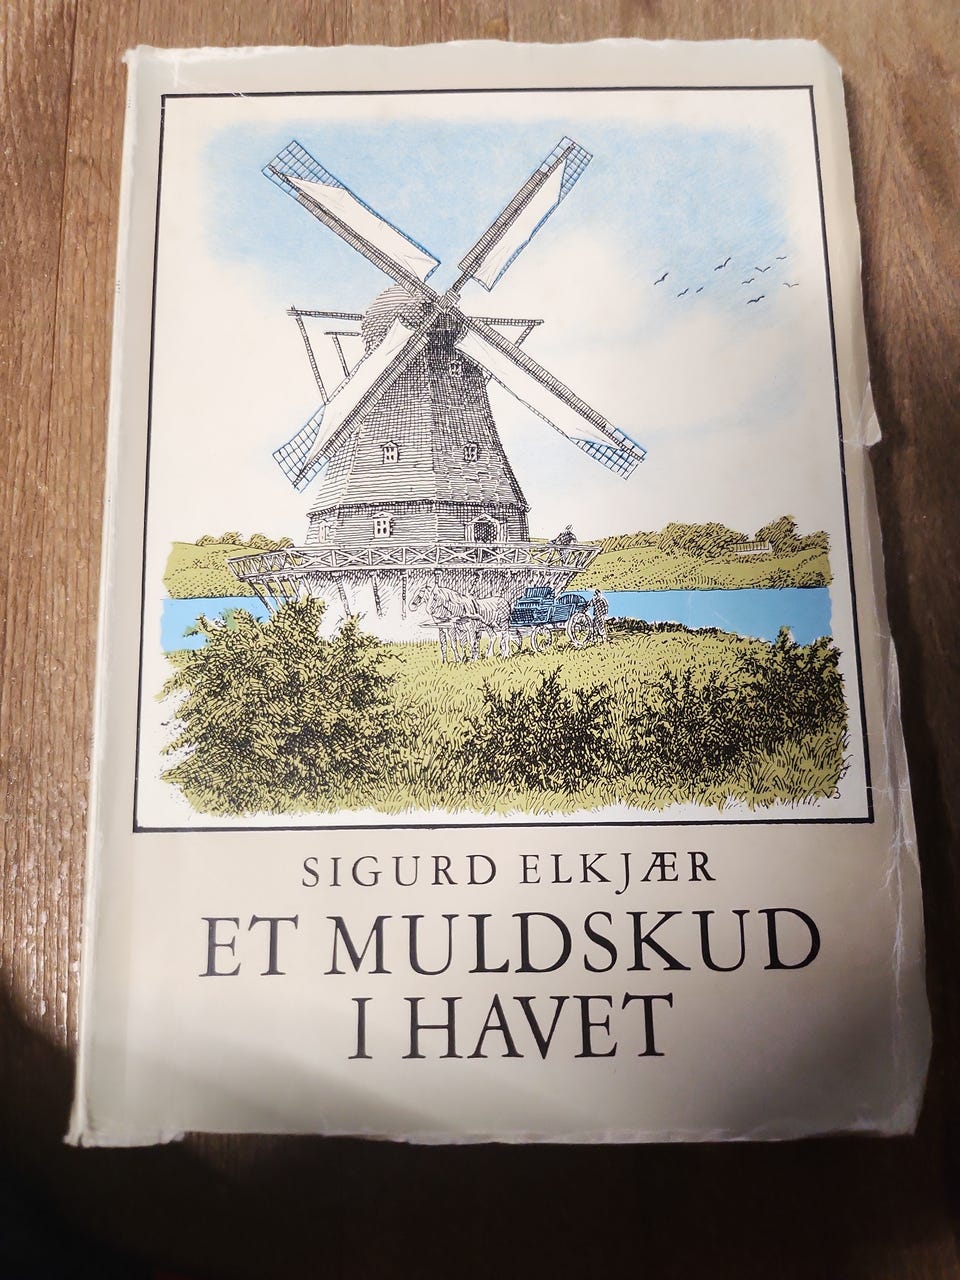 SIGURD ELKJÆR
ET MULDSKUD
I HAVET